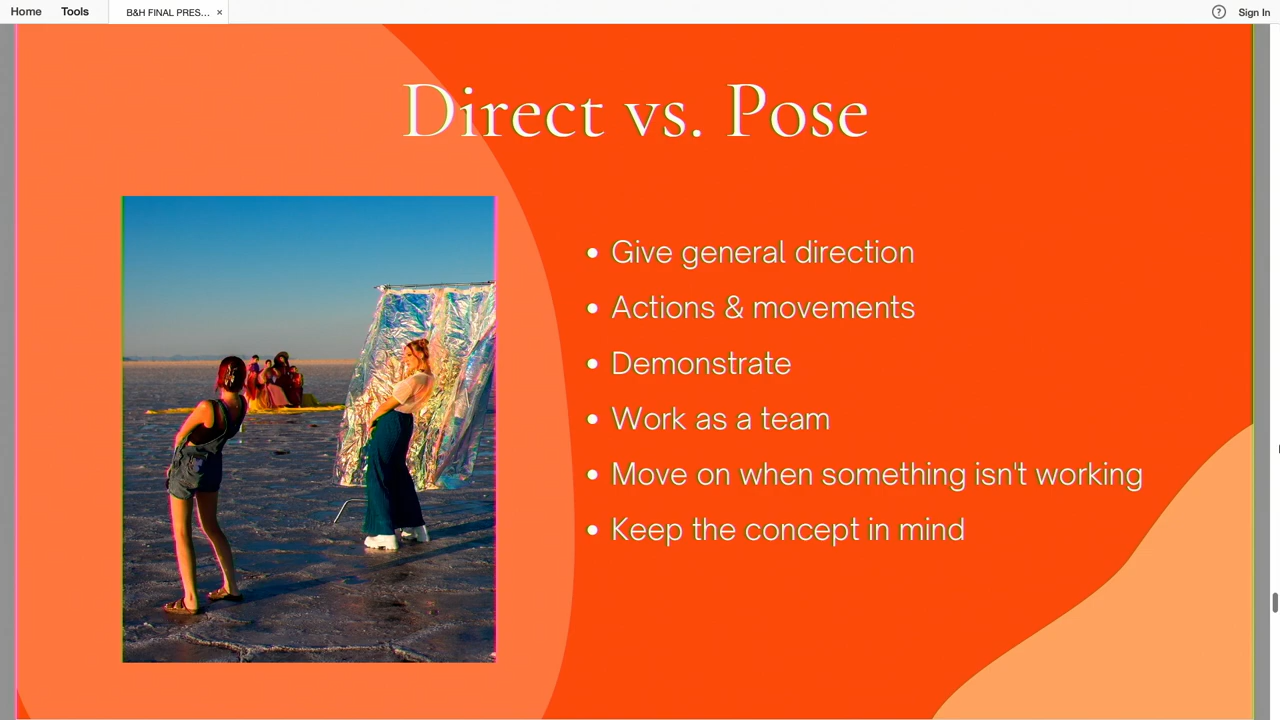 Home
Tools
B&H FINAL PRES...
×
?
Sign In
Direct vs. Pose
• Give general direction
• Actions & movements
• Demonstrate
• Work as a team
• Move on when something isn't working
• Keep the concept in mind